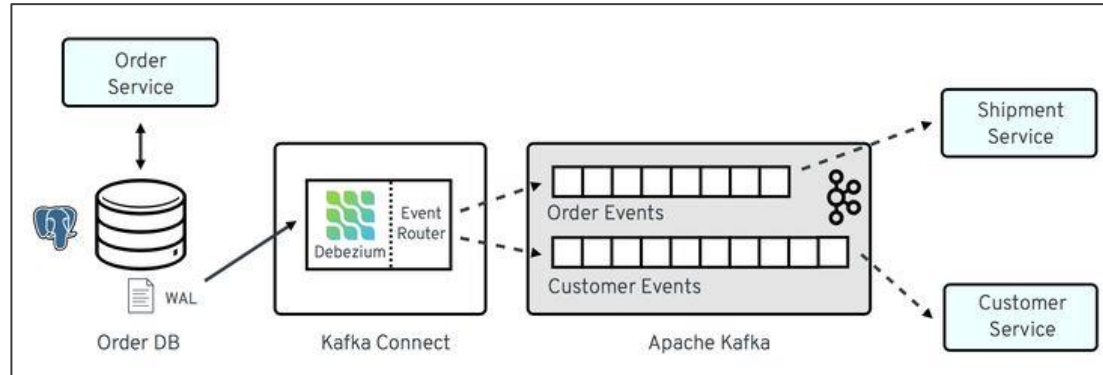 Order
Service
WAL
Order DB
Debezium
Event
Router
Kafka Connect
Order Events
Customer Events
Apache Kafka
Shipment
Service
Customer
Service